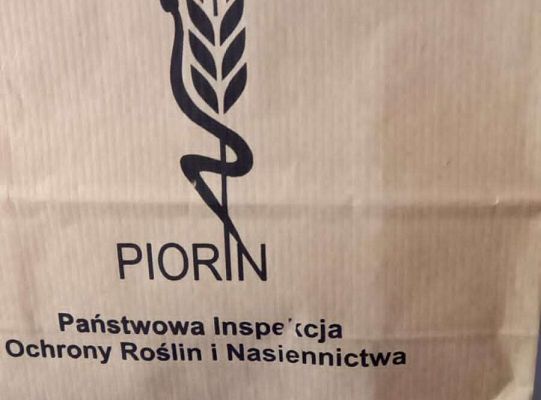 PIORIN
Państwowa Inspekcja
Ochrony Roślin i Nasiennictwa